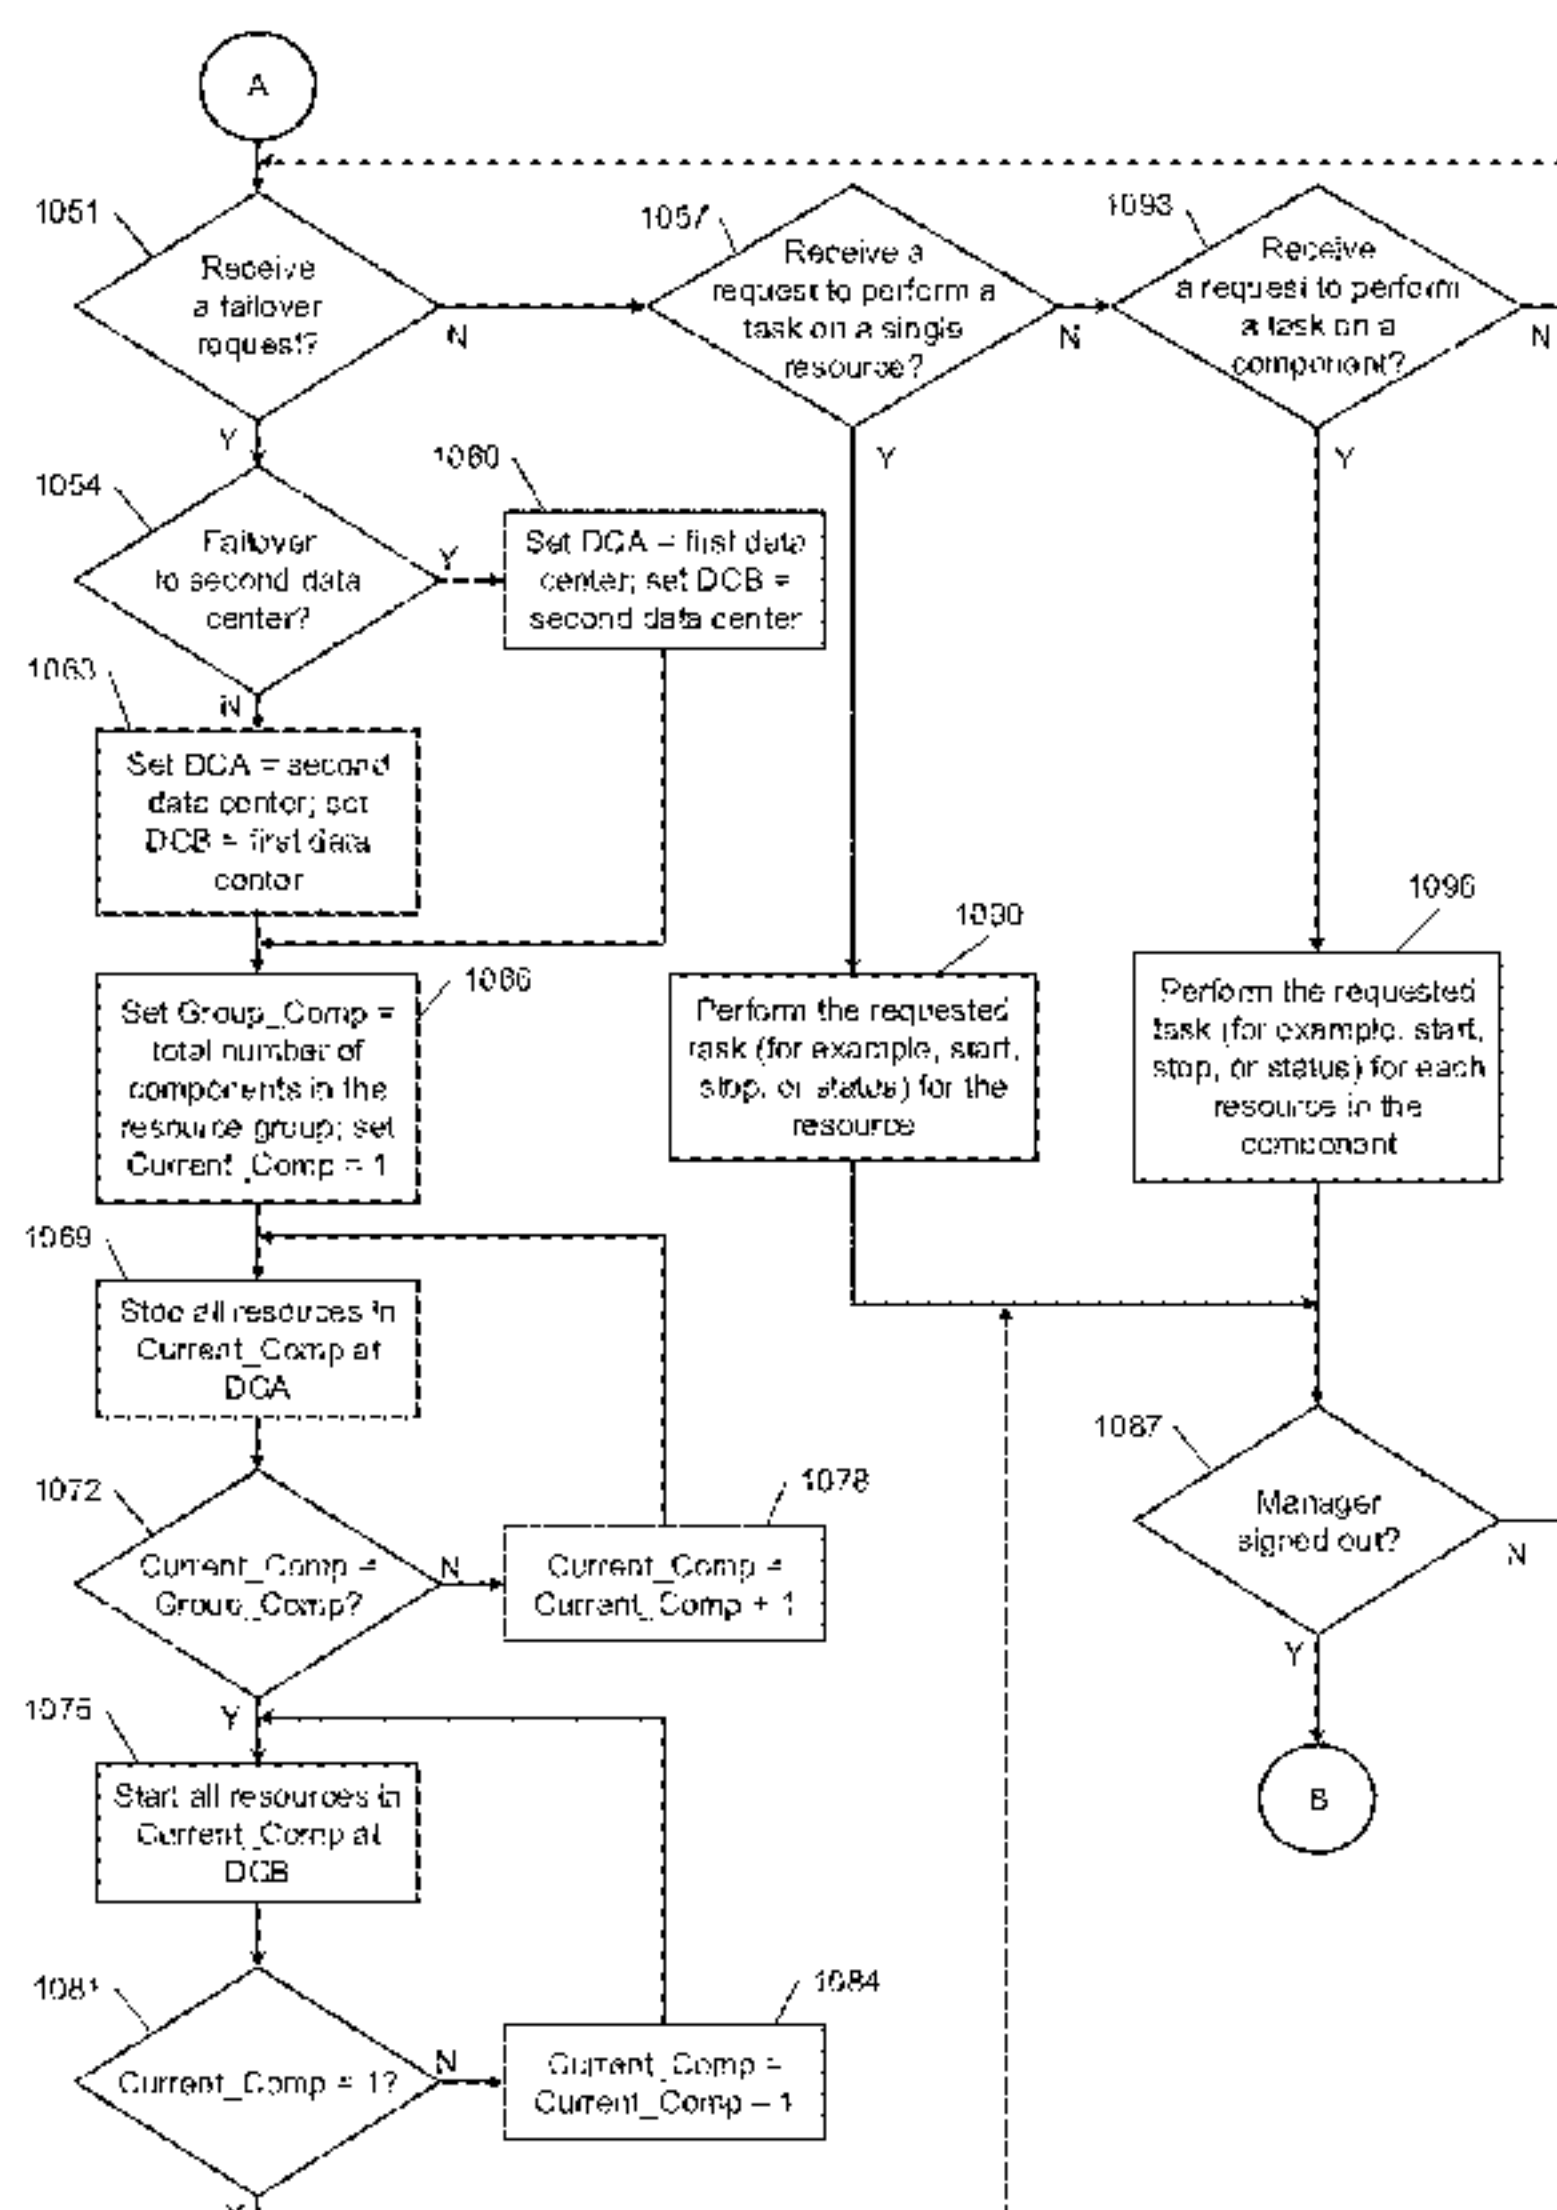 A
1051
Receive
a failover
request?
N
Y
1057
Receive a
request to perform a
task on a single
resource?
N
Y
1093
Receive
a request to perform
a task on a
component?
N
Y
1054
Failover
to second data
center?
Y
N
1060
Set DCA = first data
center; set DCB =
second data center
1063
Set DCA = second
data center; set
DCB = first data
center
1066
Set Group_Comp =
total number of
components in the
resource group; set
Current_Comp = 1
1090
Perform the requested
task (for example, start,
stop, or status) for the
resource
1096
Perform the requested
task (for example, start,
stop, or status) for each
resource in the
component
1069
Stop all resources in
Current_Comp at
DCA
1072
Current_Comp =
Group_Comp?
N
Y
1078
Current_Comp =
Current_Comp + 1
1087
Manager
signed out?
N
Y
B
1075
Start all resources in
Current_Comp at
DCB
1081
Current_Comp = 1?
N
Y
1084
Current_Comp =
Current_Comp – 1